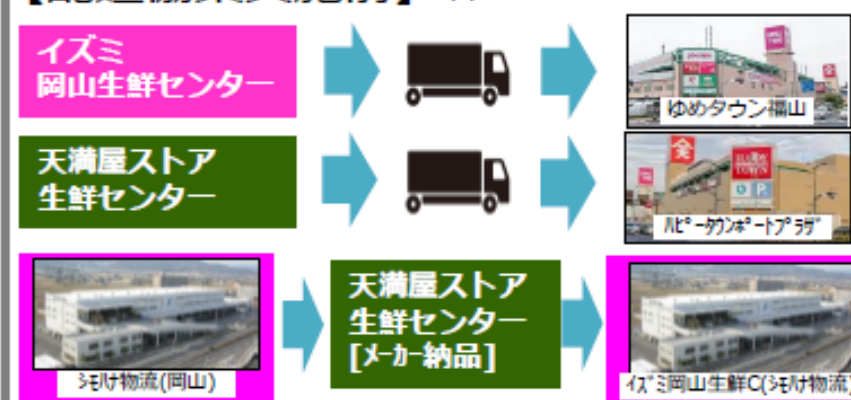 イズミ
岡山生鮮センター
ゆめタウン福山
天満屋ストア
生鮮センター
ハピータウンポートプラザ
天満屋ストア
生鮮センター
[メーカー納品]
シモハナ物流(岡山)
イズミ岡山生鮮C(シモハナ物流)